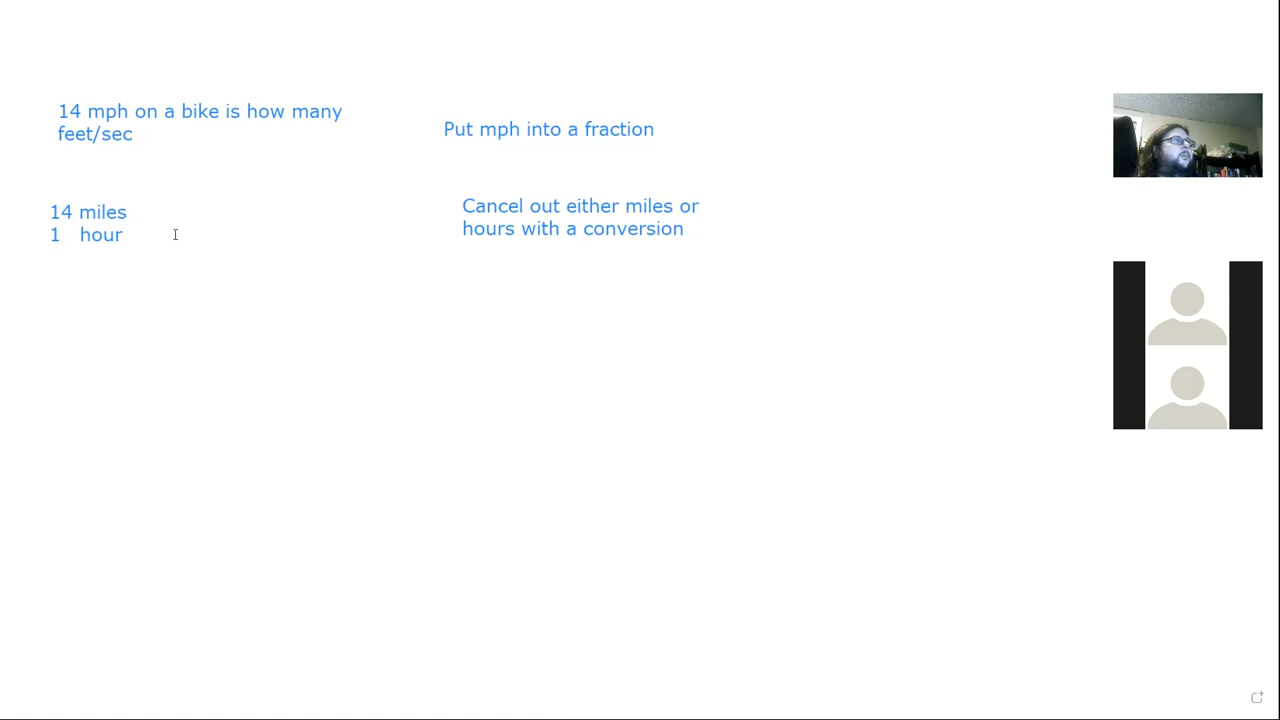 14 mph on a bike is how many
feet/sec
Put mph into a fraction
14 miles
1 hour
Cancel out either miles or
hours with a conversion